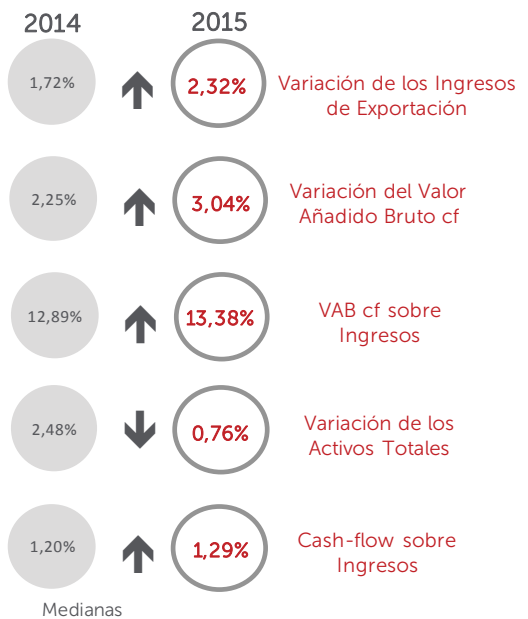 2014
2015
1,72%
2,32%
Variación de los Ingresos
de Exportación
2,25%
3,04%
Variación del Valor
Añadido Bruto cf
12,89%
13,38%
VAB cf sobre
Ingresos
2,48%
0,76%
Variación de los
Activos Totales
1,20%
1,29%
Cash-flow sobre
Ingresos
Medianas